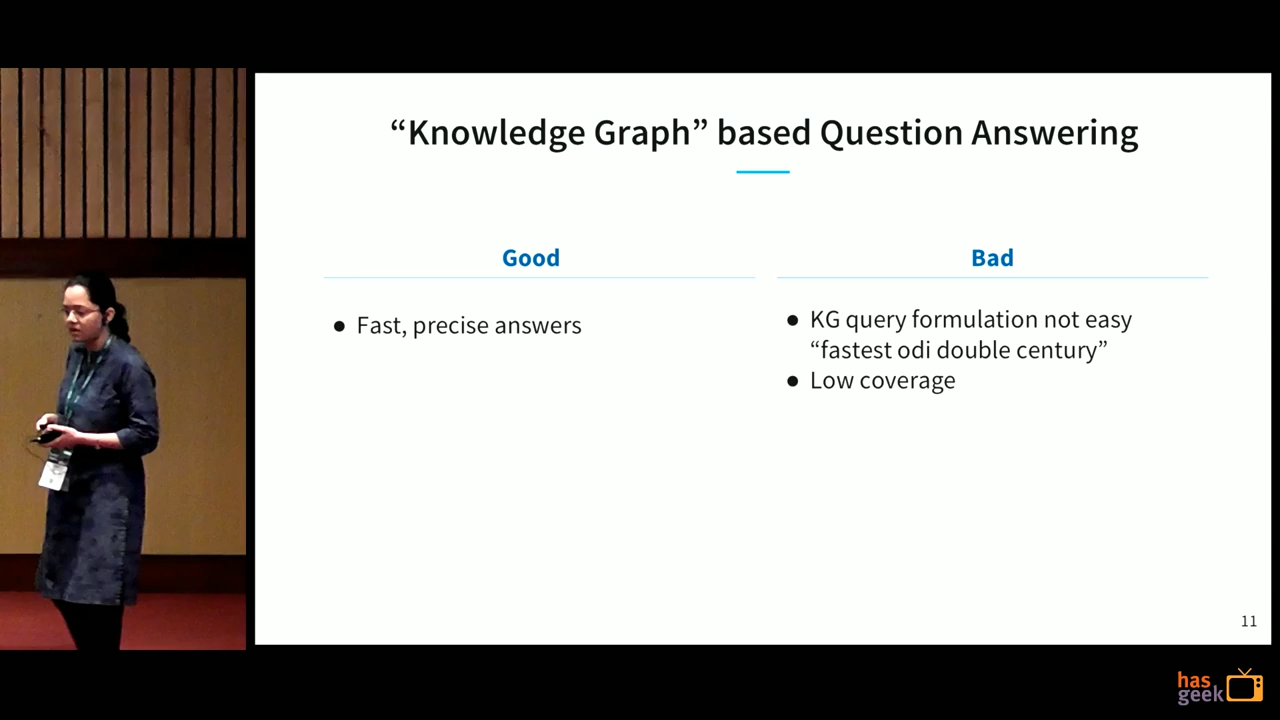 “Knowledge Graph” based Question Answering
Good
● Fast, precise answers
Bad
● KG query formulation not easy
“fastest odi double century”
● Low coverage
11
has
geek